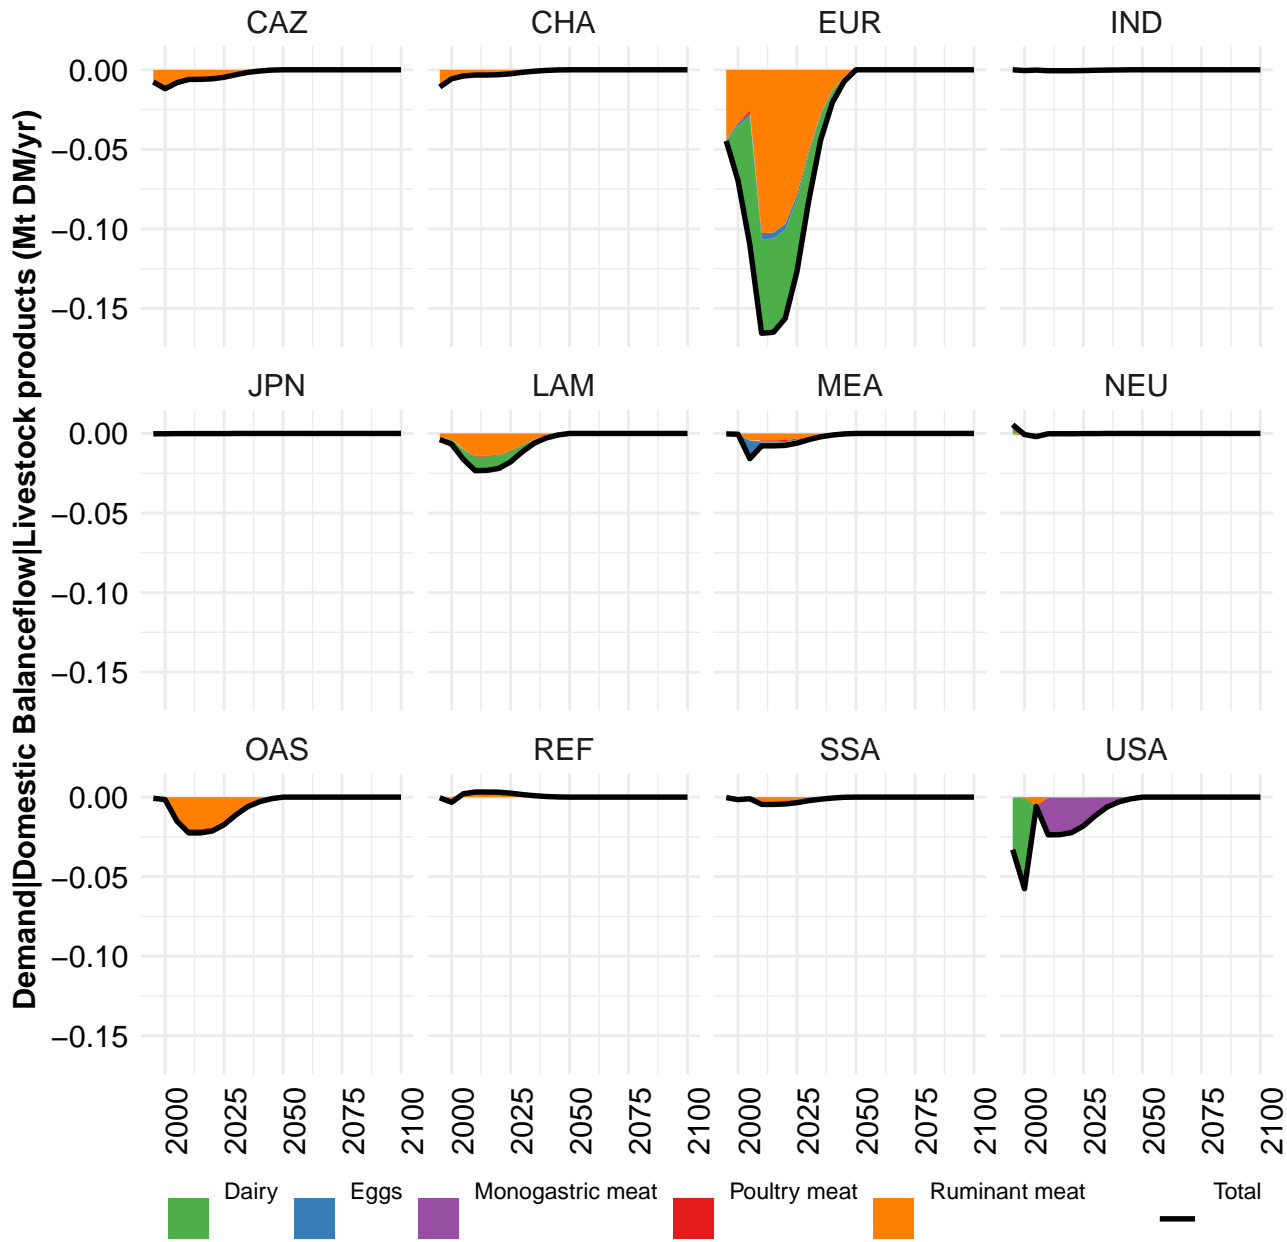 CAZ CHA EUR IND
0.00
−0.05
−0.10
−0.15
JPN LAM MEA NEU
0.00
−0.05
−0.10
−0.15
OAS REF SSA USA
0.00
−0.05
−0.10
−0.15
2000 2025 2050 2075 2100 2000 2025 2050 2075 2100 2000 2025 2050 2075 2100 2000 2025 2050 2075 2100
Demand|Domestic Balanceflow|Livestock products (Mt DM/yr)
Dairy Eggs Monogastric meat Poultry meat Ruminant meat Total